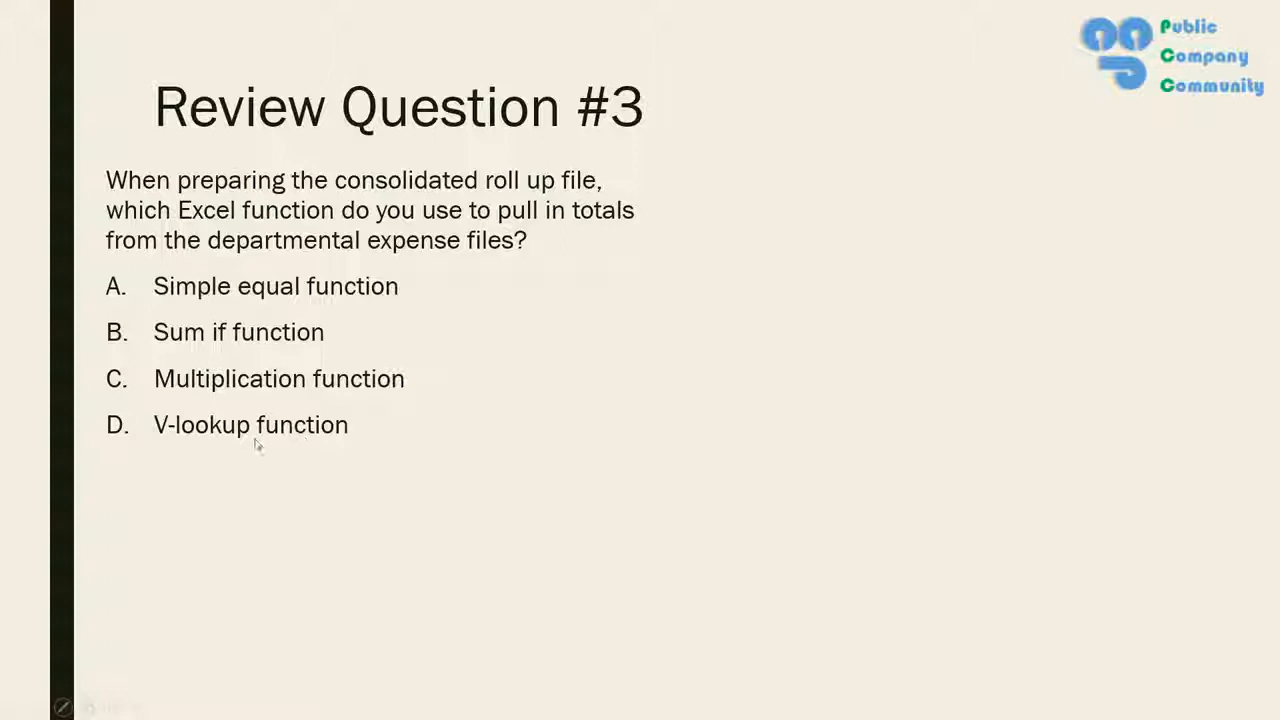 Public
Company
Community
Review Question #3
When preparing the consolidated roll up file,
which Excel function do you use to pull in totals
from the departmental expense files?
A. Simple equal function
B. Sum if function
C. Multiplication function
D. V-lookup function